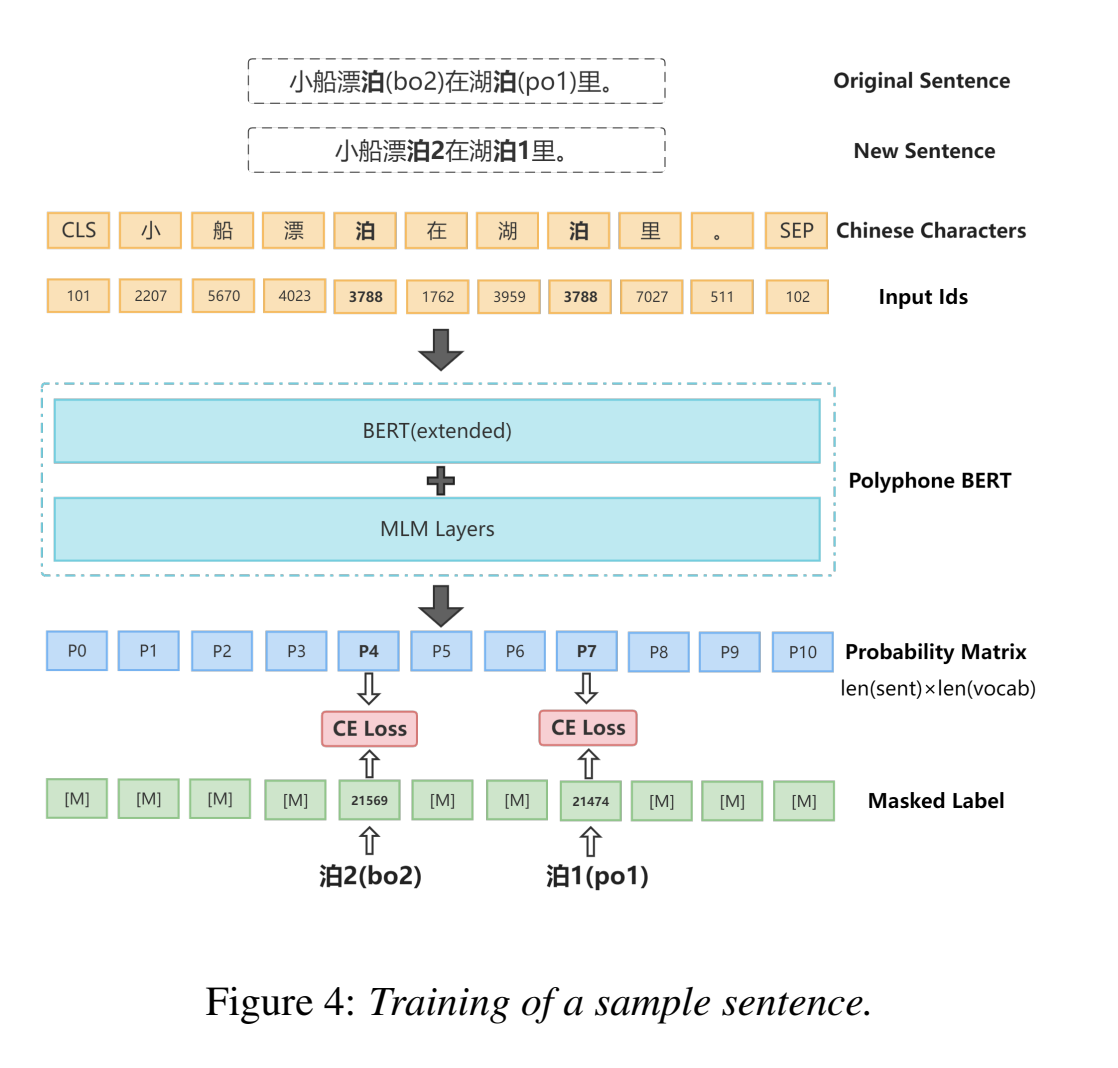 小船漂泊(bo2)在湖泊(po1)里。 Original Sentence
小船漂泊2在湖泊1里。 New Sentence
CLS 小 船 漂 泊 在 湖 泊 里 。 SEP Chinese Characters
101 2207 5670 4023 3788 1762 3959 3788 7027 511 102 Input Ids
BERT(extended)
Polyphone BERT
MLM Layers
P0 P1 P2 P3 P4 P5 P6 P7 P8 P9 P10 Probability Matrix
len(sent)×len(vocab)
CE Loss CE Loss
[M] [M] [M] [M] 21569 [M] [M] 21474 [M] [M] [M] Masked Label
泊2(bo2) 泊1(po1)
Figure 4: Training of a sample sentence.